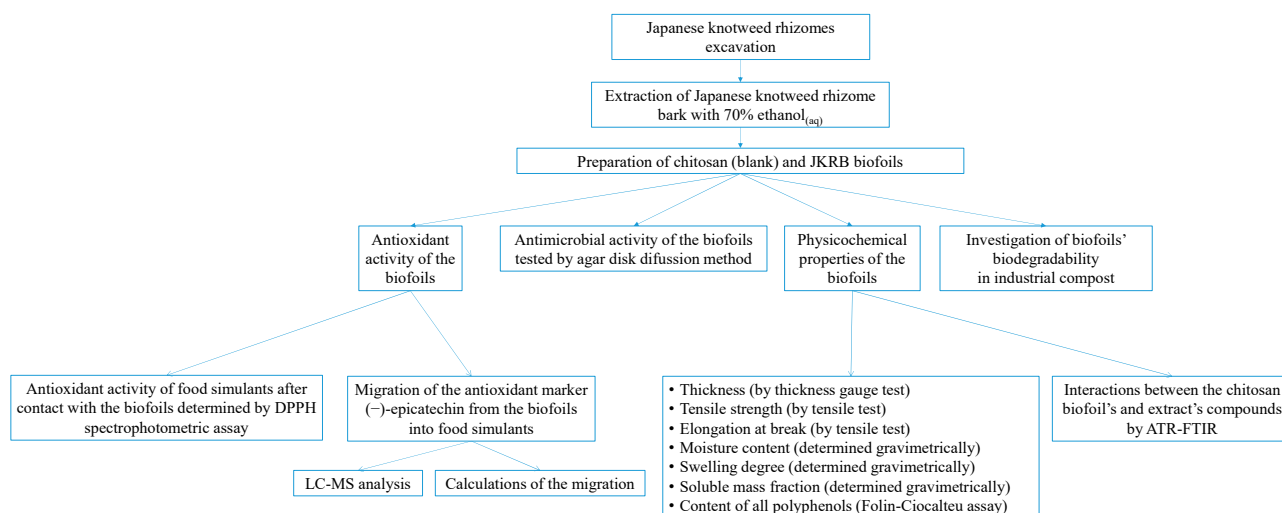 Japanese knotweed rhizomes
excavation
Extraction of Japanese knotweed rhizome
bark with 70% ethanol(aq)
Preparation of chitosan (blank) and JKRB biofoils
Antioxidant
activity of the
biofoils
Antimicrobial activity of the biofoils
tested by agar disk difussion method
Physicochemical
properties of the
biofoils
Investigation of biofoils’
biodegradability
in industrial compost
Antioxidant activity of food simulants after
contact with the biofoils determined by DPPH
spectrophotometric assay
Migration of the antioxidant marker
(−)-epicatechin from the biofoils
into food simulants
• Thickness (by thickness gauge test)
• Tensile strength (by tensile test)
• Elongation at break (by tensile test)
• Moisture content (determined gravimetrically)
• Swelling degree (determined gravimetrically)
• Soluble mass fraction (determined gravimetrically)
• Content of all polyphenols (Folin-Ciocalteu assay)
Interactions between the chitosan
biofoil’s and extract’s compounds
by ATR-FTIR
LC-MS analysis
Calculations of the migration